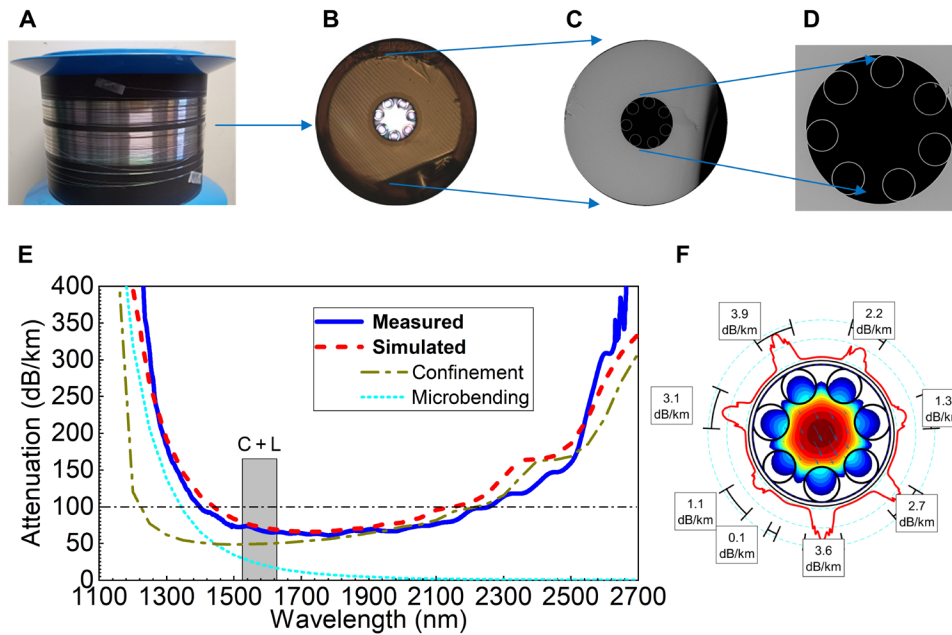 A
B
C
D
E
F
400
350
300
250
200
150
100
50
0
Attenuation (dB/km)
Measured
Simulated
Confinement
Microbending
C + L
1100 1300 1500 1700 1900 2100 2300 2500 2700
Wavelength (nm)
3.9
dB/km
2.2
dB/km
3.1
dB/km
1.3
dB/km
1.1
dB/km
0.1
dB/km
3.6
dB/km
2.7
dB/km